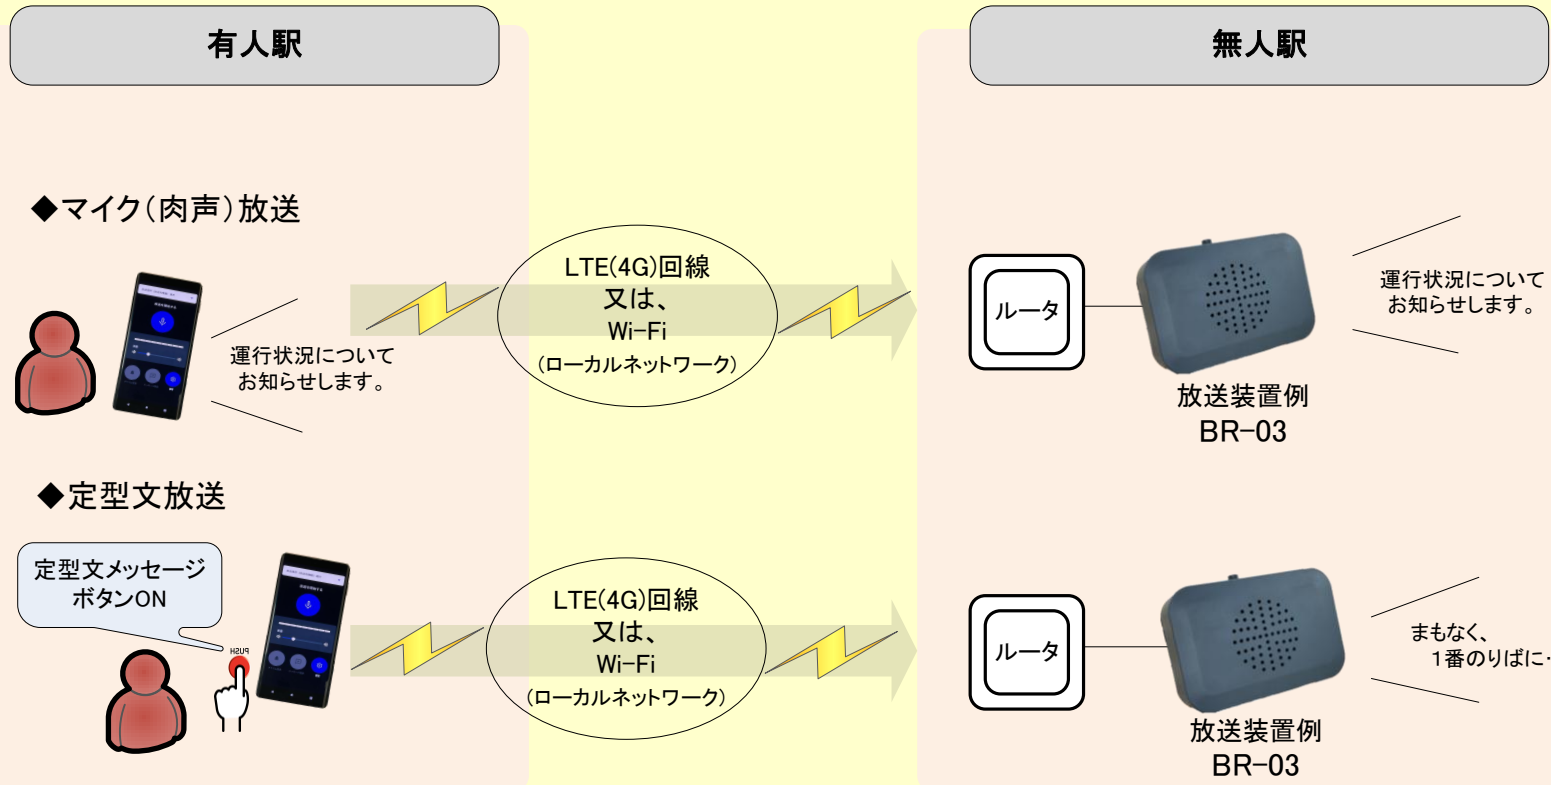 有人駅
無人駅
◆マイク(肉声)放送
運行状況について
お知らせします。
LTE(4G)回線
又は、
Wi-Fi
(ローカルネットワーク)
ルータ
放送装置例
BR-03
運行状況について
お知らせします。
◆定型文放送
定型文メッセージ
ボタンON
PUSH
LTE(4G)回線
又は、
Wi-Fi
(ローカルネットワーク)
ルータ
放送装置例
BR-03
まもなく、
1番のりばに・